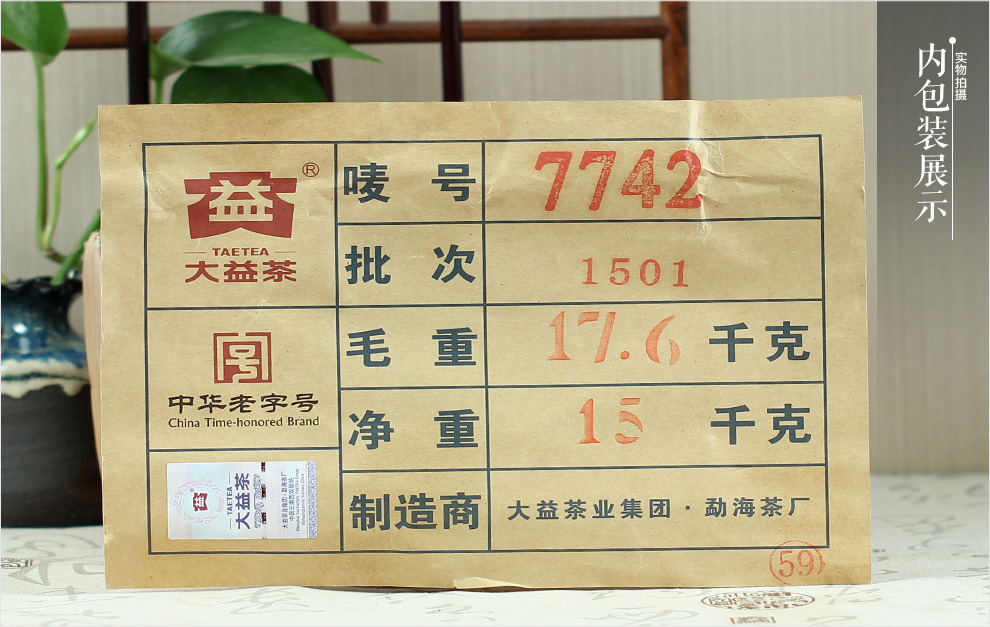 内包装展示
实物拍摄
益®
TAETEA
大益茶
唛 号
7742
批 次
1501
号
中华老字号
China Time-honored Brand
毛 重
17.6 千克
净 重
15 千克
益
TAETEA
大益茶
制造商
大益茶业集团·勐海茶厂
59